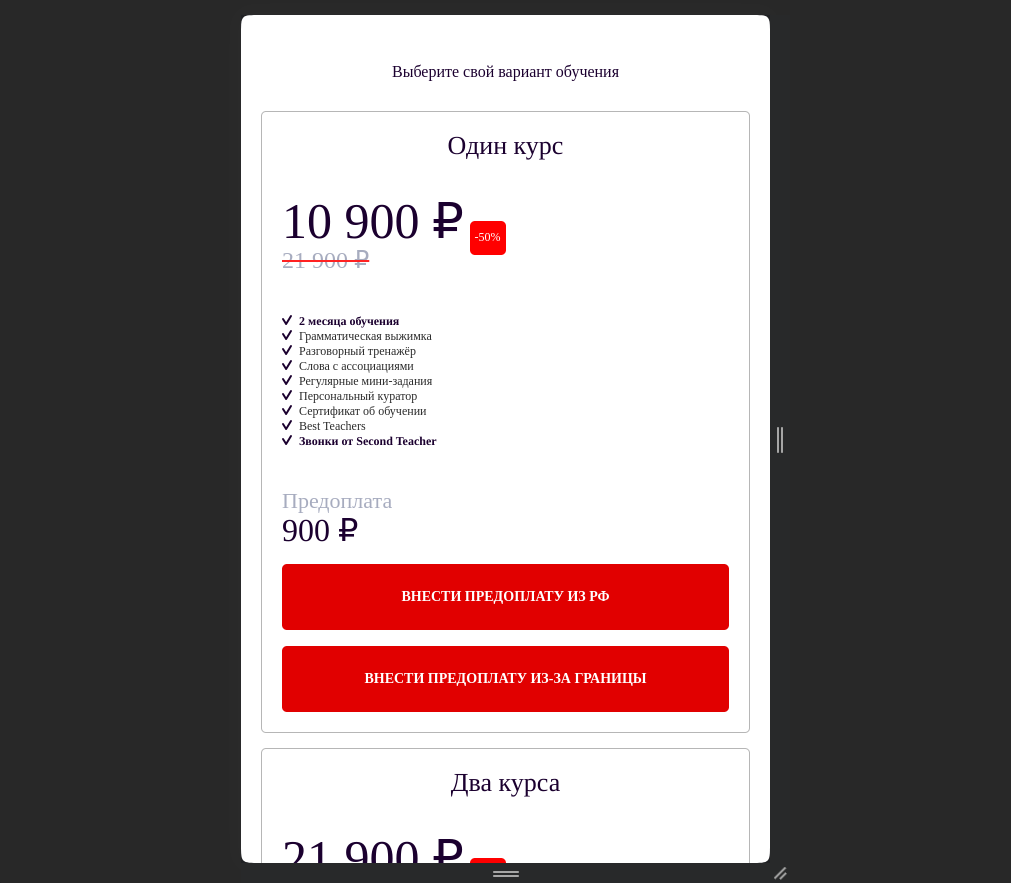 Выберите свой вариант обучения
Один курс
10 900 ₽
-50%
21 900 ₽
2 месяца обучения
Грамматическая выжимка
Разговорный тренажёр
Слова с ассоциациями
Регулярные мини-задания
Персональный куратор
Сертификат об обучении
Best Teachers
Звонки от Second Teacher
Предоплата
900 ₽
ВНЕСТИ ПРЕДОПЛАТУ ИЗ РФ
ВНЕСТИ ПРЕДОПЛАТУ ИЗ-ЗА ГРАНИЦЫ
Два курса
21 900 ₽